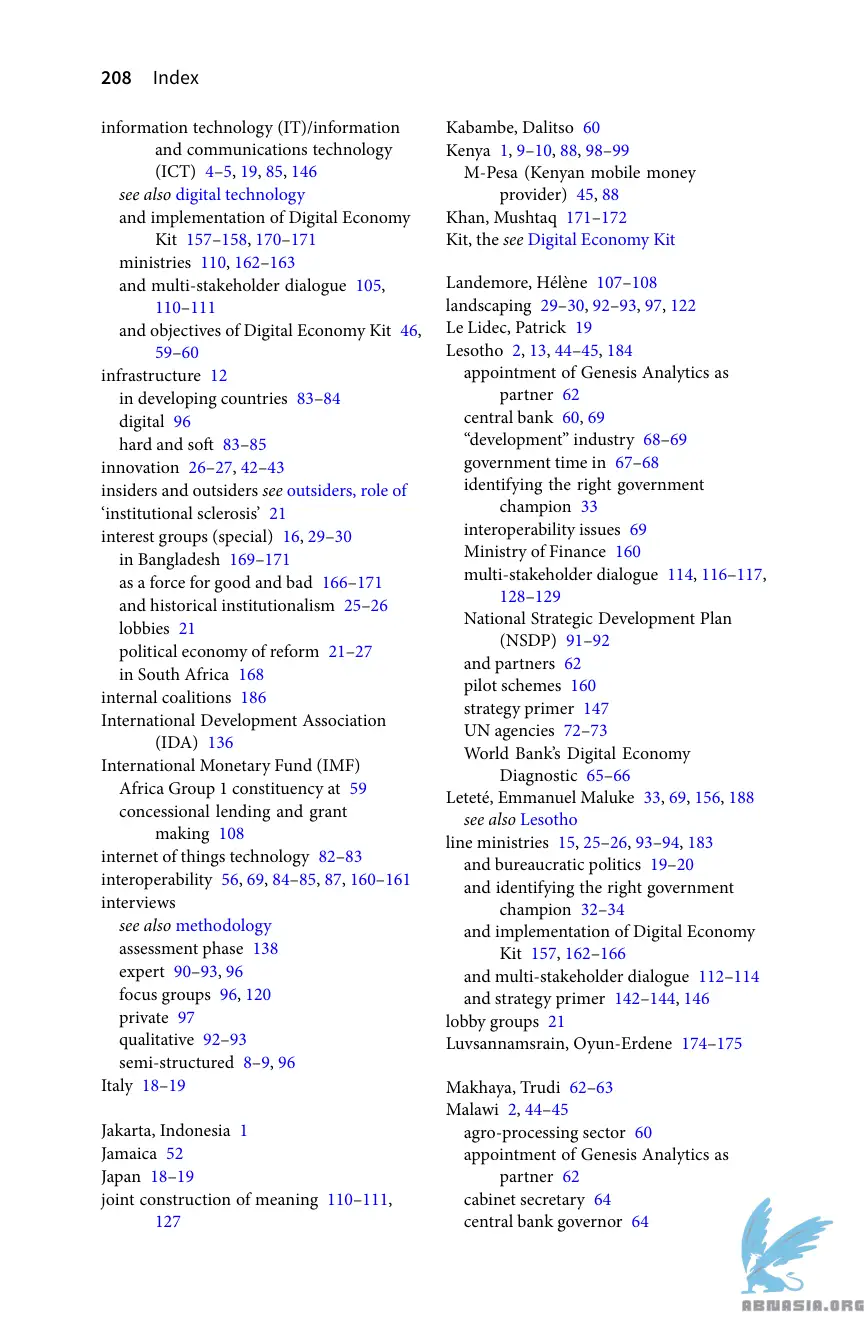 208 Index
information technology (IT)/information
and communications technology
(ICT) 4–5, 19, 85, 146
see also digital technology
and implementation of Digital Economy
Kit 157–158, 170–171
ministries 110, 162–163
and multi-stakeholder dialogue 105,
110–111
and objectives of Digital Economy Kit 46,
59–60
infrastructure 12
in developing countries 83–84
digital 96
hard and soft 83–85
innovation 26–27, 42–43
insiders and outsiders see outsiders, role of
‘institutional sclerosis’ 21
interest groups (special) 16, 29–30
in Bangladesh 169–171
as a force for good and bad 166–171
and historical institutionalism 25–26
lobbies 21
political economy of reform 21–27
in South Africa 168
internal coalitions 186
International Development Association
(IDA) 136
International Monetary Fund (IMF)
Africa Group 1 constituency at 59
concessional lending and grant
making 108
internet of things technology 82–83
interoperability 56, 69, 84–85, 87, 160–161
interviews
see also methodology
assessment phase 138
expert 90–93, 96
focus groups 96, 120
private 97
qualitative 92–93
semi-structured 8–9, 96
Italy 18–19
Jakarta, Indonesia 1
Jamaica 52
Japan 18–19
joint construction of meaning 110–111,
127
Kabambe, Dalitso 60
Kenya 1, 9–10, 88, 98–99
M-Pesa (Kenyan mobile money
provider) 45, 88
Khan, Mushtaq 171–172
Kit, the see Digital Economy Kit
Landemore, Hélène 107–108
landscaping 29–30, 92–93, 97, 122
Le Lidec, Patrick 19
Lesotho 2, 13, 44–45, 184
appointment of Genesis Analytics as
partner 62
central bank 60, 69
“development” industry 68–69
government time in 67–68
identifying the right government
champion 33
interoperability issues 69
Ministry of Finance 160
multi-stakeholder dialogue 114, 116–117,
128–129
National Strategic Development Plan
(NSDP) 91–92
and partners 62
pilot schemes 160
strategy primer 147
UN agencies 72–73
World Bank’s Digital Economy
Diagnostic 65–66
Leteté, Emmanuel Maluke 33, 69, 156, 188
see also Lesotho
line ministries 15, 25–26, 93–94, 183
and bureaucratic politics 19–20
and identifying the right government
champion 32–34
and implementation of Digital Economy
Kit 157, 162–166
and multi-stakeholder dialogue 112–114
and strategy primer 142–144, 146
lobby groups 21
Luvsannamsrain, Oyun-Erdene 174–175
Makhaya, Trudi 62–63
Malawi 2, 44–45
agro-processing sector 60
appointment of Genesis Analytics as
partner 62
cabinet secretary 64
central bank governor 64
ABNASIA.ORG